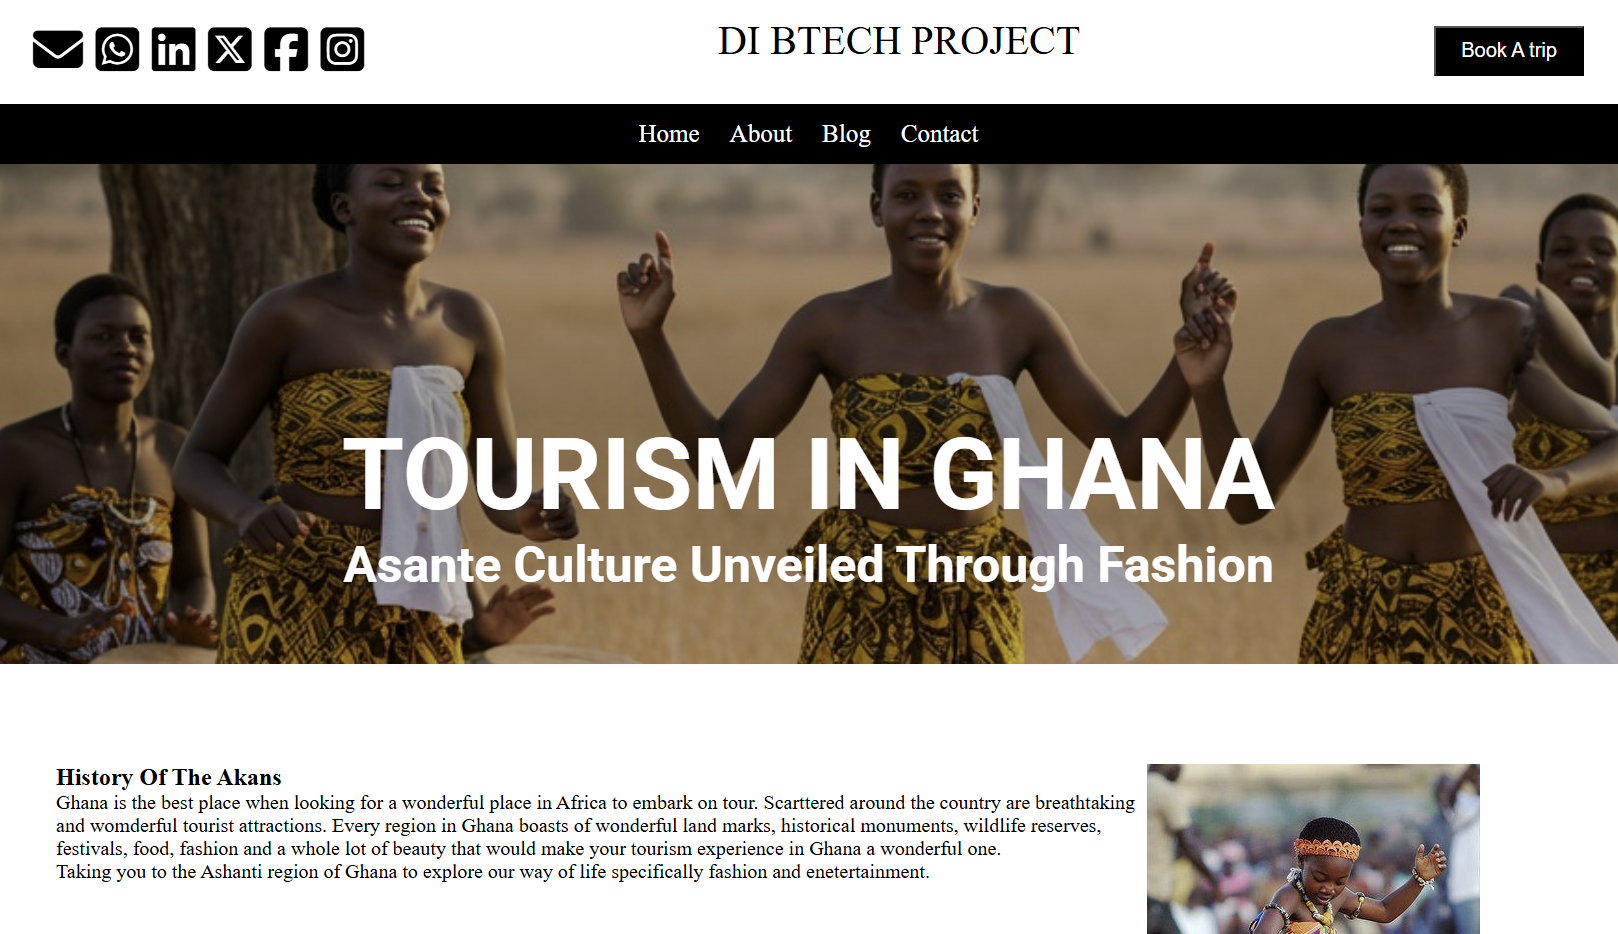 DI BTECH PROJECT
Book A trip
Home About Blog Contact
TOURISM IN GHANA
Asante Culture Unveiled Through Fashion
History Of The Akans
Ghana is the best place when looking for a wonderful place in Africa to embark on tour. Scarttered around the country are breathtaking
and womderful tourist attractions. Every region in Ghana boasts of wonderful land marks, historical monuments, wildlife reserves,
festivals, food, fashion and a whole lot of beauty that would make your tourism experience in Ghana a wonderful one.
Taking you to the Ashanti region of Ghana to explore our way of life specifically fashion and enetertainment.